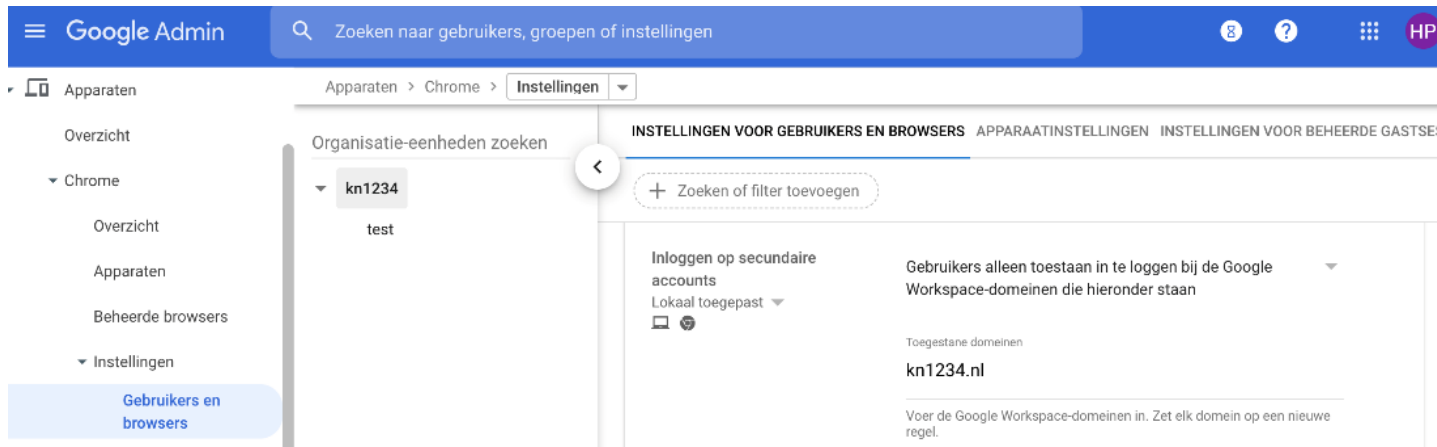 Google Admin
Zoeken naar gebruikers, groepen of instellingen
HP
Apparaten
Overzicht
Chrome
Overzicht
Apparaten
Beheerde browsers
Instellingen
Gebruikers en
browsers
Apparaten > Chrome > Instellingen
Organisatie-eenheden zoeken
kn1234
test
INSTELLINGEN VOOR GEBRUIKERS EN BROWSERS APPARAATINSTELLINGEN INSTELLINGEN VOOR BEHEERDE GASTSE
Zoeken of filter toevoegen
Inloggen op secundaire
accounts
Lokaal toegepast
Gebruikers alleen toestaan in te loggen bij de Google
Workspace-domeinen die hieronder staan
Toegestane domeinen
kn1234.nl
Voer de Google Workspace-domeinen in. Zet elk domein op een nieuwe
regel.